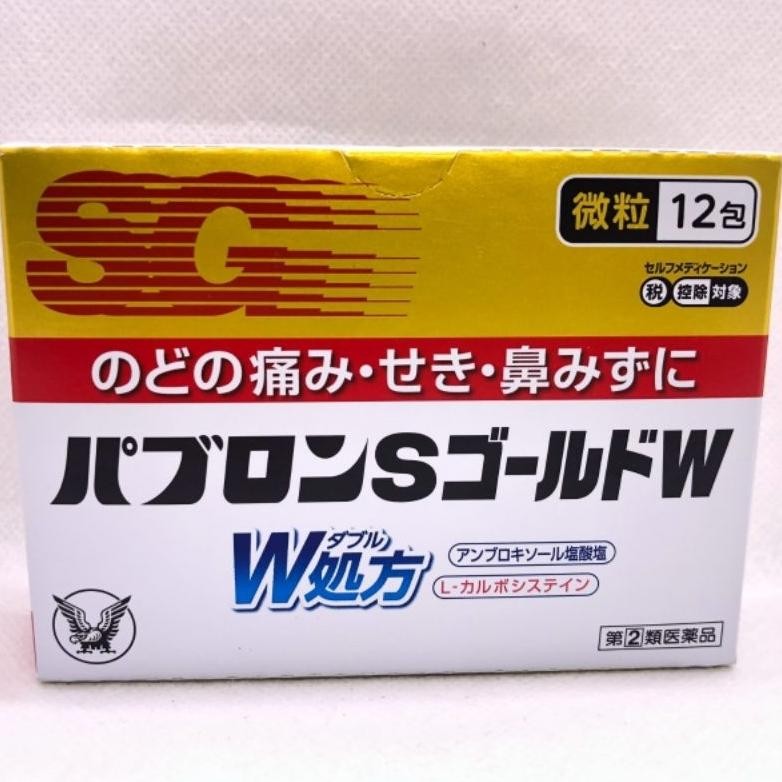 SG
微粒 12包
セルフメディケーション
税 控除対象
のどの痛み・せき・鼻みずに
パブロンSゴールドW
ダブル
W処方
アンブロキソール塩酸塩
L-カルボシステイン
第②類医薬品